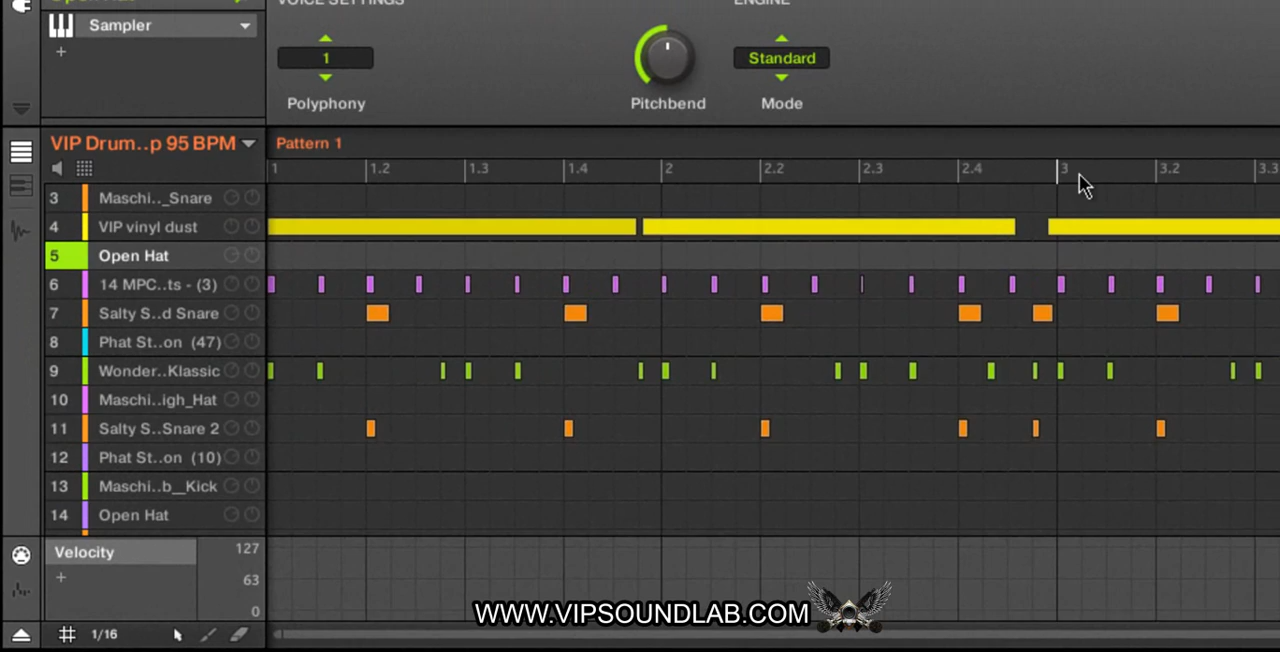 Sampler
1
Standard
Polyphony
Pitchbend
Mode
VIP Drum..p 95 BPM
Pattern 1
1 1.2 1.3 1.4 2 2.2 2.3 2.4 3 3.2 3.3
3 Maschi.._Snare
4 VIP vinyl dust
5 Open Hat
6 14 MPC..ts - (3)
7 Salty S..d Snare
8 Phat St..on (47)
9 Wonder..Klassic
10 Maschi..igh_Hat
11 Salty S..Snare 2
12 Phat St..on (10)
13 Maschi..b__Kick
14 Open Hat
Velocity 127
63
0
WWW.VIPSOUNDLAB.COM
1/16